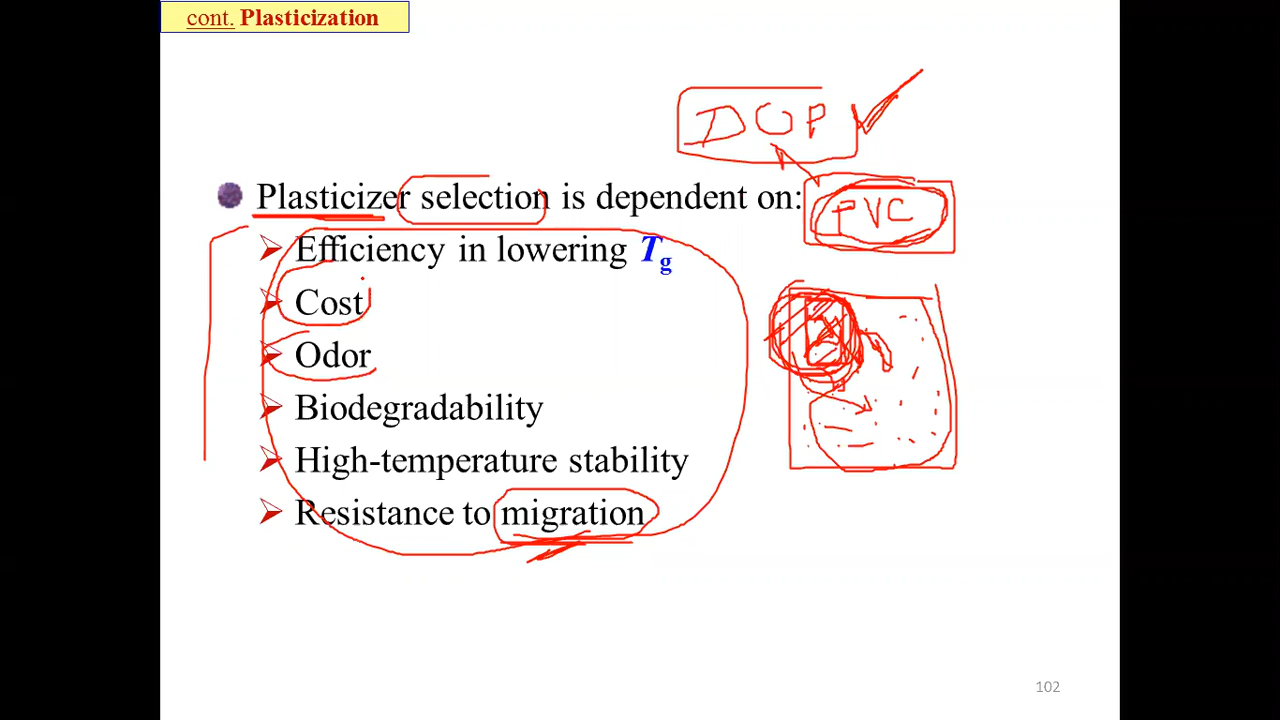 cont. Plasticization
DOP
Plasticizer selection is dependent on:
PVC
Efficiency in lowering Tg
Cost
Odor
Biodegradability
High-temperature stability
Resistance to migration
102